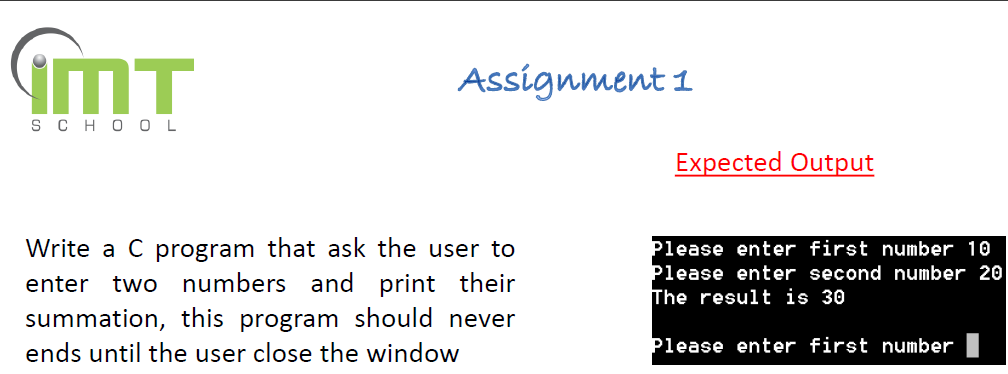 iMT
SCHOOL
Assignment 1
Expected Output
Write a C program that ask the user to
enter two numbers and print their
summation, this program should never
ends until the user close the window
Please enter first number 10
Please enter second number 20
The result is 30
Please enter first number